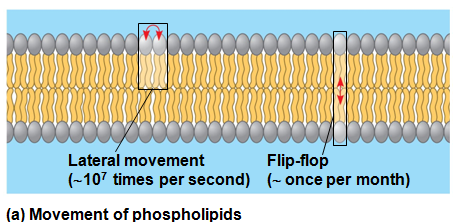 Lateral movement
(~10⁷ times per second)
Flip-flop
(~ once per month)
(a) Movement of phospholipids